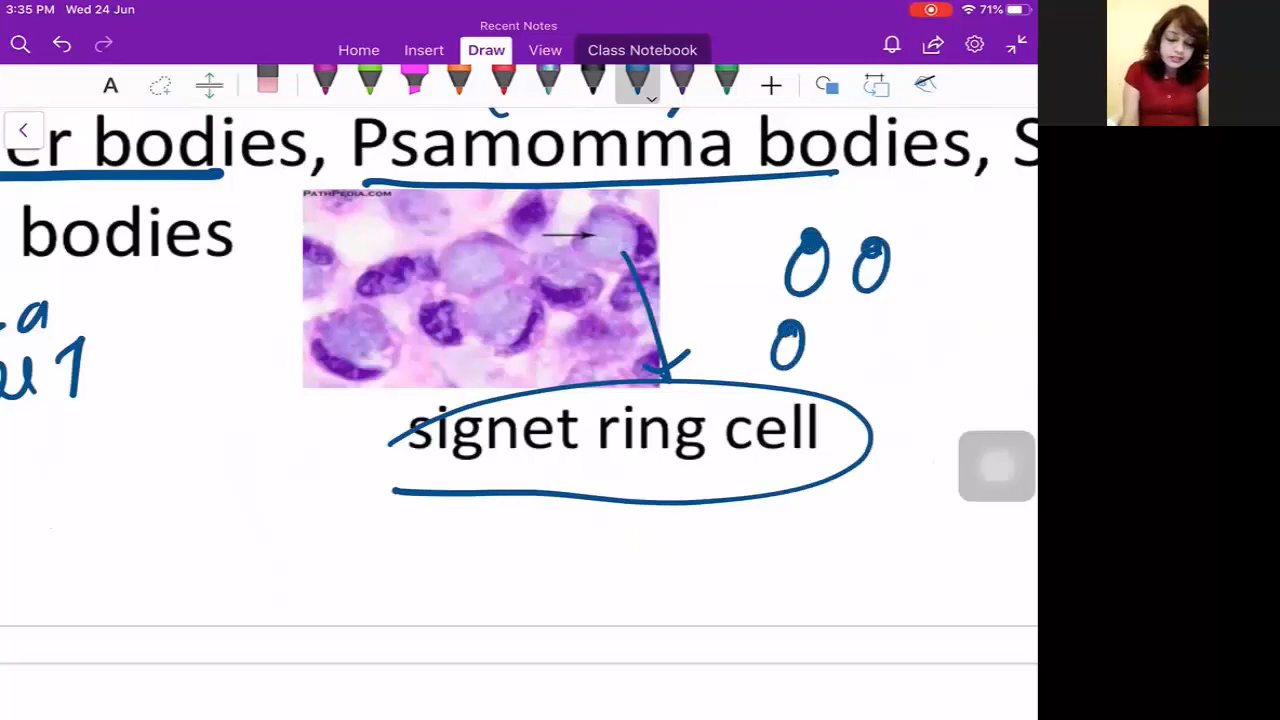 3:35 PM Wed 24 Jun
71%
Recent Notes
Home Insert Draw View Class Notebook
A
er bodies, Psamomma bodies, S
bodies
PATHPEDIA.COM
a
1
signet ring cell